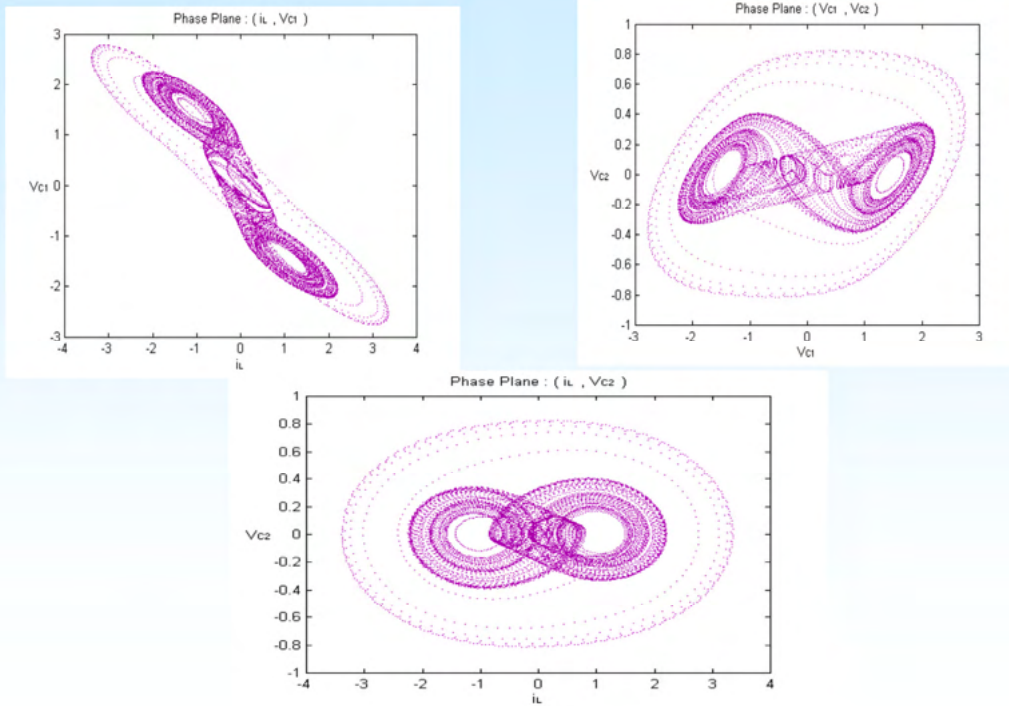 Phase Plane : ( iL , VC1 )
3
2
1
VC1 0
-1
-2
-3
-4 -3 -2 -1 0 1 2 3 4
iL
Phase Plane : (VC1 , VC2 )
1
0.8
0.6
0.4
0.2
VC2 0
-0.2
-0.4
-0.6
-0.8
-1
-3 -2 -1 0 1 2 3
VC1
Phase Plane : ( iL , VC2 )
1
0.8
0.6
0.4
0.2
VC2 0
-0.2
-0.4
-0.6
-0.8
-1
-4 -3 -2 -1 0 1 2 3 4
iL